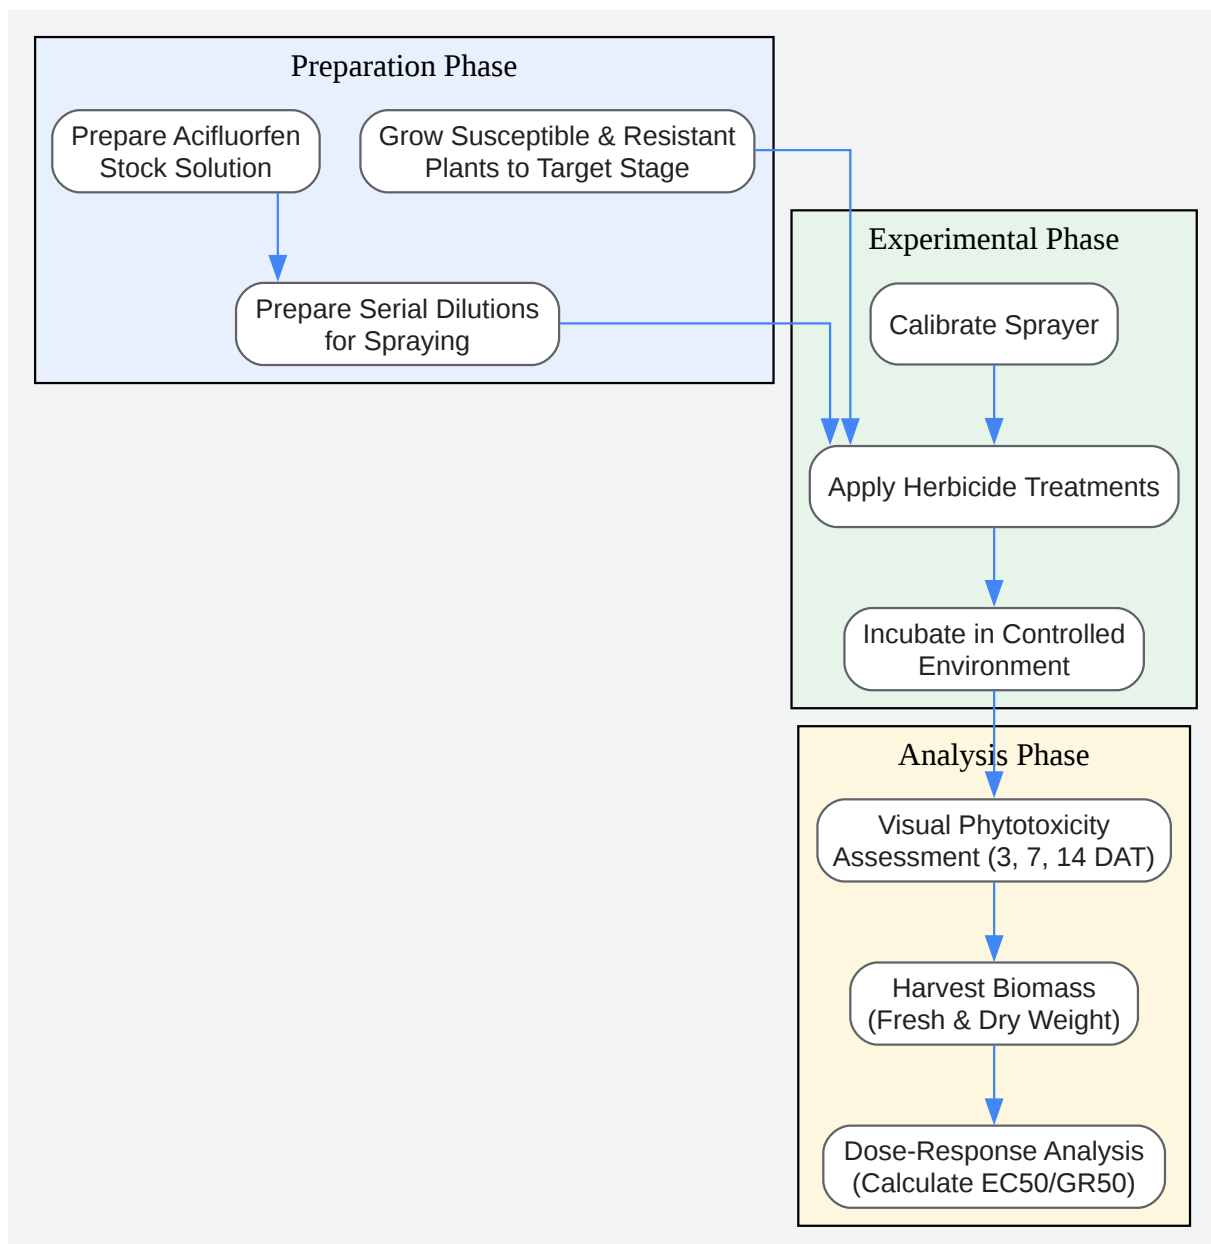 Preparation Phase
Prepare Acifluorfen
Stock Solution
Grow Susceptible & Resistant
Plants to Target Stage
Prepare Serial Dilutions
for Spraying
Experimental Phase
Calibrate Sprayer
Apply Herbicide Treatments
Incubate in Controlled
Environment
Analysis Phase
Visual Phytotoxicity
Assessment (3, 7, 14 DAT)
Harvest Biomass
(Fresh & Dry Weight)
Dose-Response Analysis
(Calculate EC50/GR50)